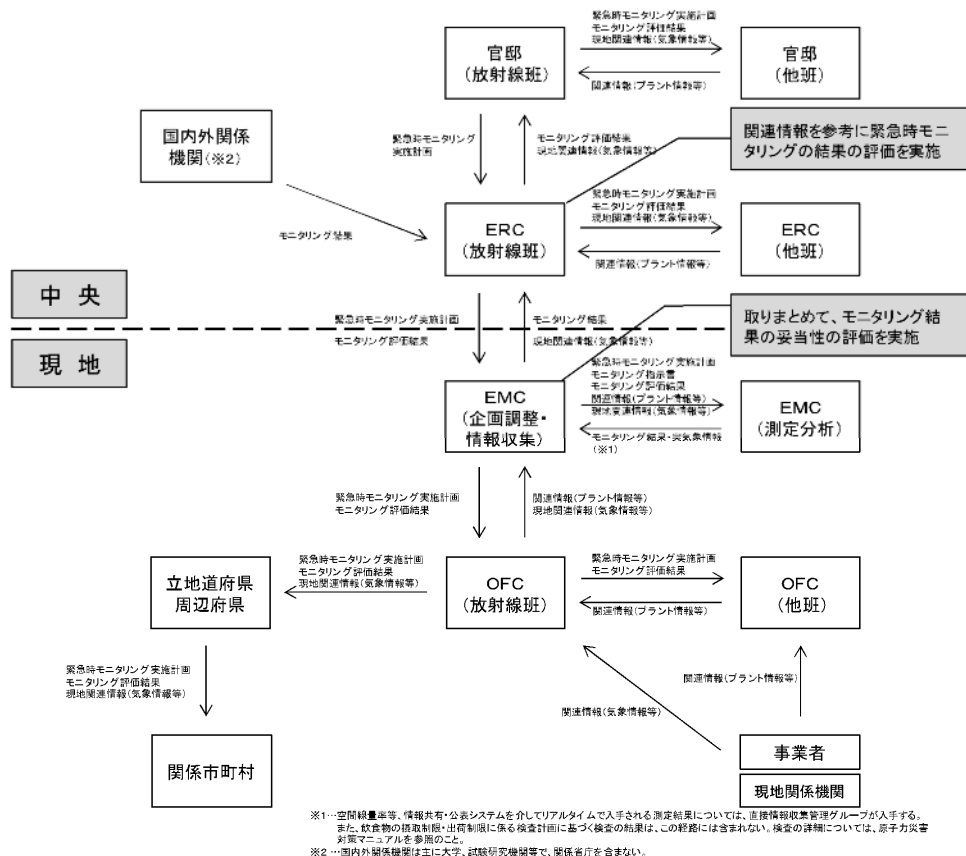 緊急時モニタリング実施計画
モニタリング評価結果
現地関連情報(気象情報等)
官邸
(放射線班)
官邸
(他班)
関連情報(プラント情報等)
国内外関係
機関(※2)
緊急時モニタリング
実施計画
モニタリング評価結果
現地関連情報(気象情報等)
関連情報を参考に緊急時モニ
タリングの結果の評価を実施
緊急時モニタリング実施計画
モニタリング評価結果
現地関連情報(気象情報等)
モニタリング結果
ERC
(放射線班)
ERC
(他班)
関連情報(プラント情報等)
中 央
緊急時モニタリング実施計画
モニタリング評価結果
モニタリング結果
現地関連情報(気象情報等)
取りまとめて、モニタリング結
果の妥当性の評価を実施
現 地
緊急時モニタリング実施計画
モニタリング指示書
モニタリング評価結果
関連情報(プラント情報等)
現地関連情報(気象情報等)
EMC
(企画調整・
情報収集)
EMC
(測定分析)
モニタリング結果・実気象情報
(※1)
緊急時モニタリング実施計画
モニタリング評価結果
関連情報(プラント情報等)
現地関連情報(気象情報等)
緊急時モニタリング実施計画
モニタリング評価結果
現地関連情報(気象情報等)
緊急時モニタリング実施計画
モニタリング評価結果
立地道府県
周辺府県
OFC
(放射線班)
OFC
(他班)
関連情報(プラント情報等)
緊急時モニタリング実施計画
モニタリング評価結果
現地関連情報(気象情報等)
関連情報(プラント情報等)
関連情報(気象情報等)
関係市町村
事業者
現地関係機関
※1…空間線量率等、情報共有・公表システムを介してリアルタイムで入手される測定結果については、直接情報収集管理グループが入手する。
また、飲食物の摂取制限・出荷制限に係る検査計画に基づく検査の結果は、この経路には含まれない。検査の詳細については、原子力災害
対策マニュアルを参照のこと。
※2…国内外関係機関は主に大学、試験研究機関等で、関係省庁を含まない。